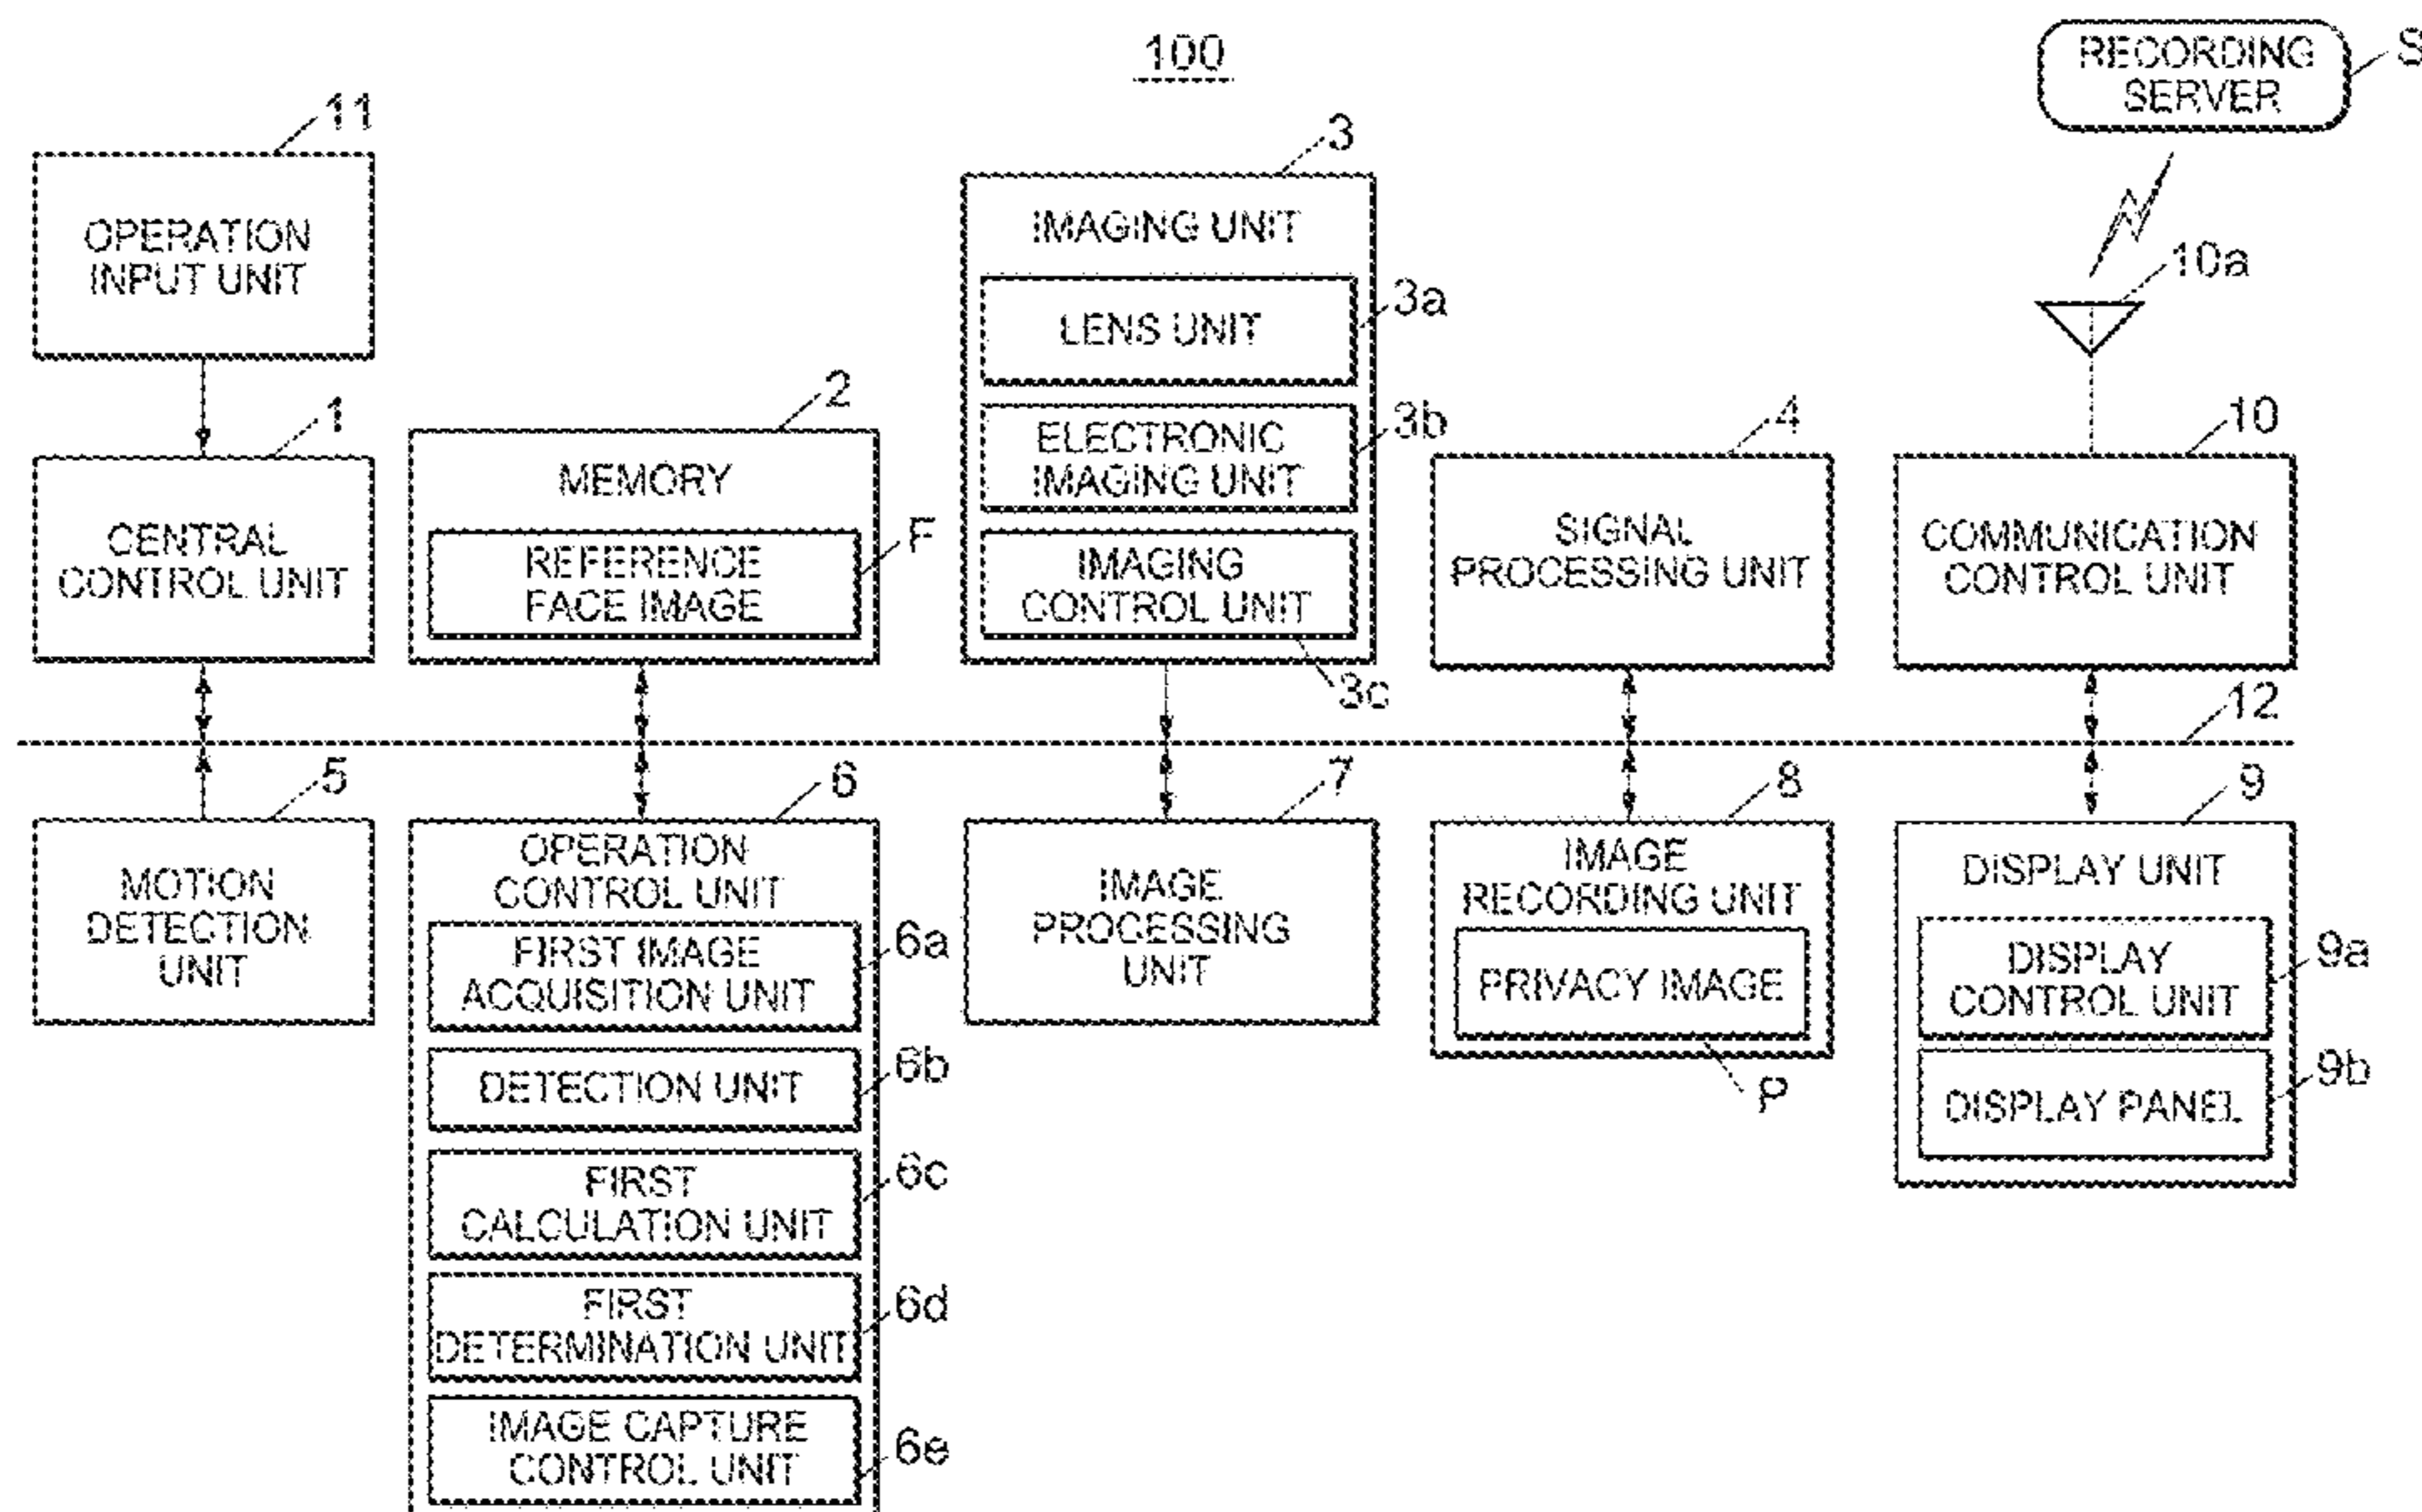 100
RECORDING
SERVER
S
11
OPERATION
INPUT UNIT
3
IMAGING UNIT
LENS UNIT
3a
ELECTRONIC
IMAGING UNIT
3b
IMAGING
CONTROL UNIT
3c
10a
1
CENTRAL
CONTROL UNIT
2
MEMORY
REFERENCE
FACE IMAGE
F
4
SIGNAL
PROCESSING UNIT
10
COMMUNICATION
CONTROL UNIT
12
5
MOTION
DETECTION
UNIT
6
OPERATION
CONTROL UNIT
FIRST IMAGE
ACQUISITION UNIT
6a
DETECTION UNIT
6b
FIRST
CALCULATION UNIT
6c
FIRST
DETERMINATION UNIT
6d
IMAGE CAPTURE
CONTROL UNIT
6e
7
IMAGE
PROCESSING
UNIT
8
IMAGE
RECORDING UNIT
PRIVACY IMAGE
P
9
DISPLAY UNIT
DISPLAY
CONTROL UNIT
9a
DISPLAY PANEL
9b